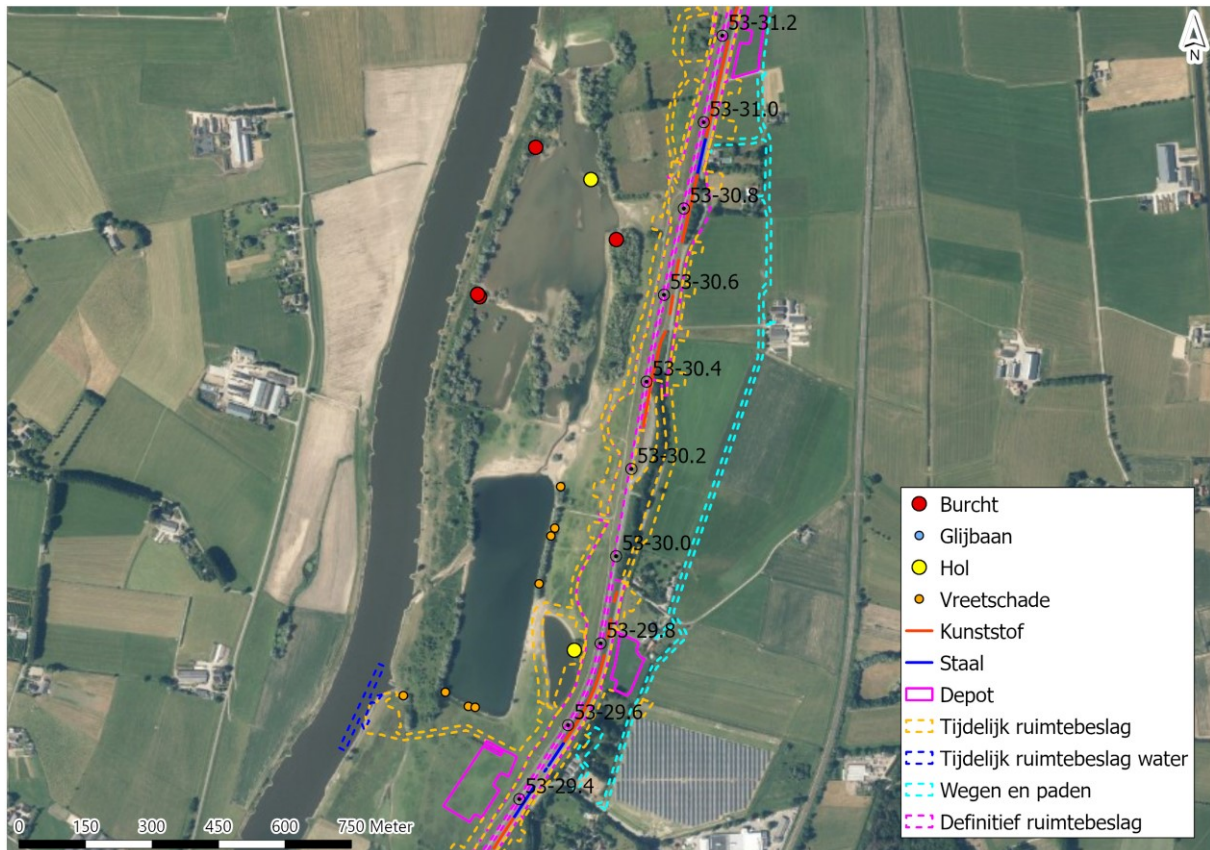 N
53-31.2
53-31.0
53-30.8
53-30.6
53-30.4
53-30.2
53-30.0
53-29.8
53-29.6
53-29.4
Burcht
Glijbaan
Hol
Vreetschade
Kunststof
Staal
Depot
Tijdelijk ruimtebeslag
Tijdelijk ruimtebeslag water
Wegen en paden
Definitief ruimtebeslag
0 150 300 450 600 750 Meter